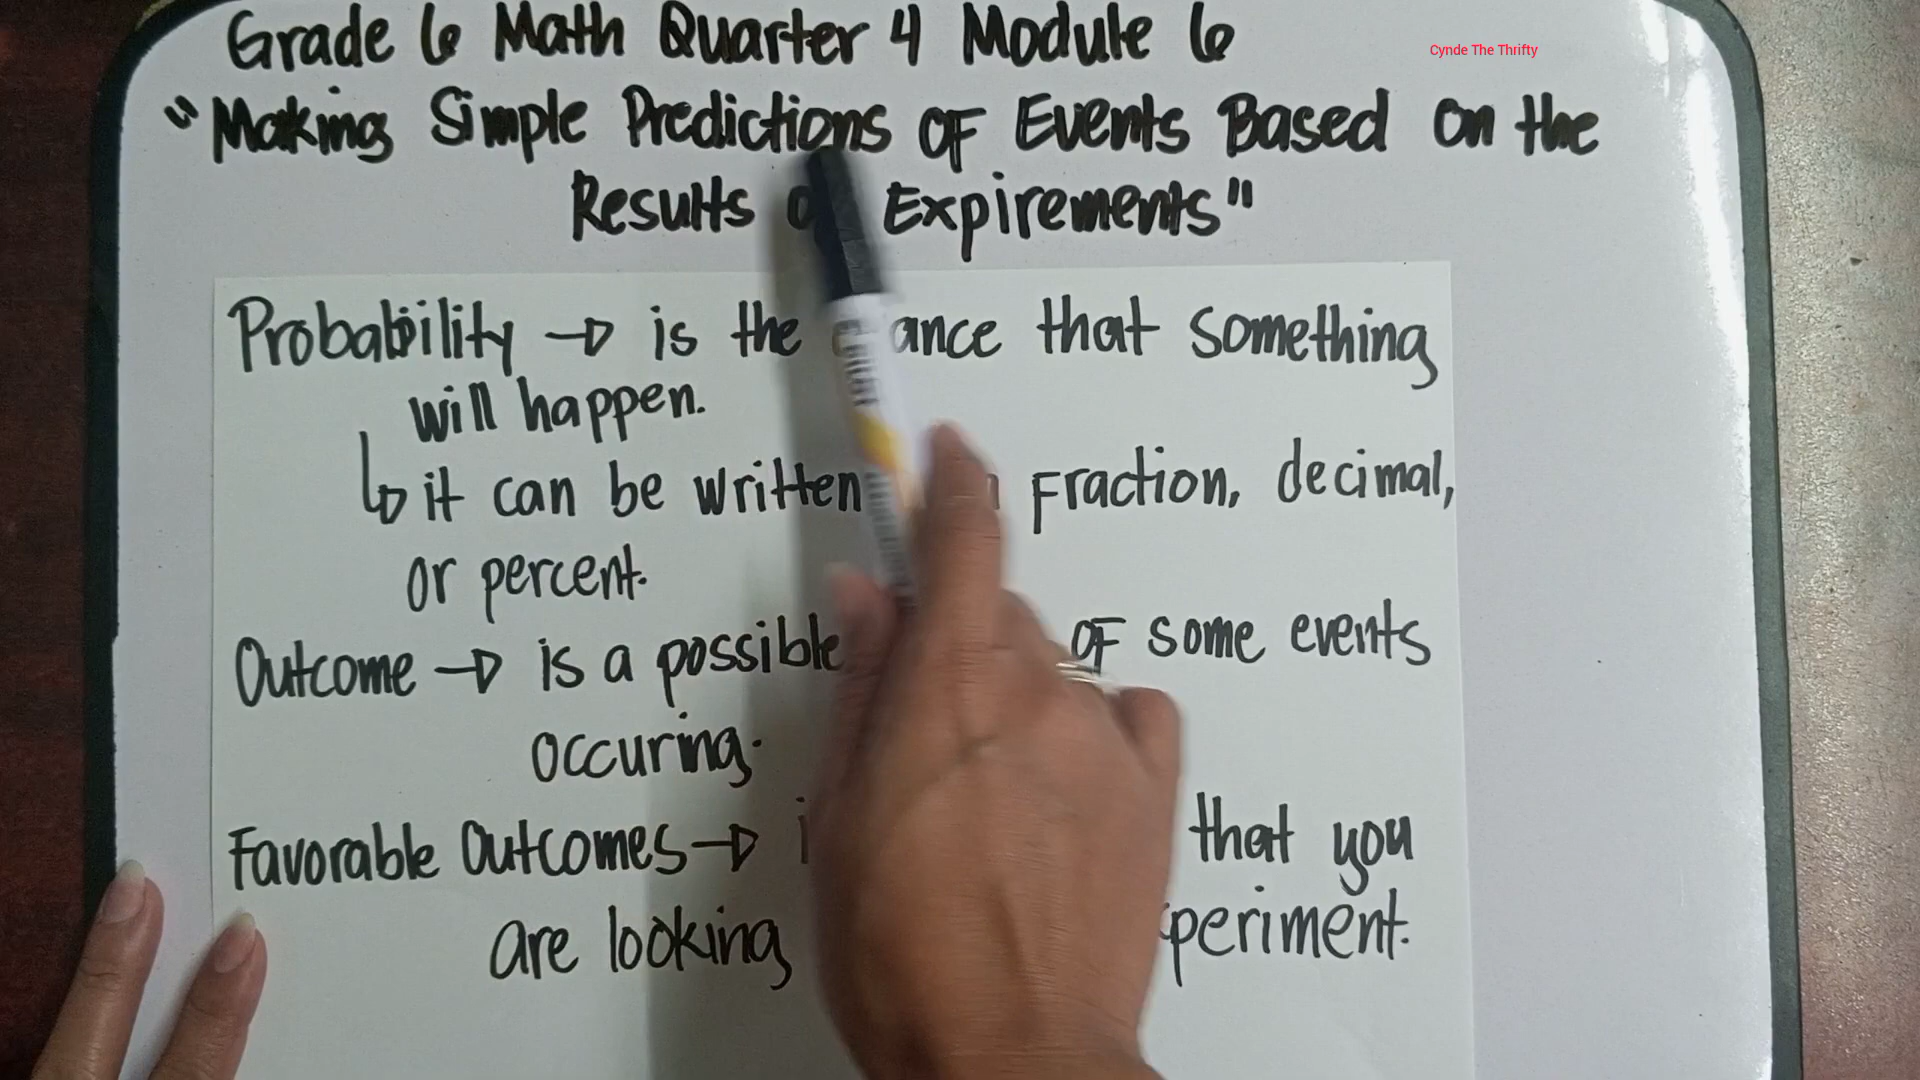 Grade 6 Math Quarter 4 Module 6
Cynde The Thrifty
"Making Simple Predictions OF Events Based on the
Results Expirements"
Probability → is the that something
will happen.
↳ it can be written Fraction, decimal,
or percent.
Outcome → is a possible OF some events
occuring.
Favorable Outcomes → that you
are looking